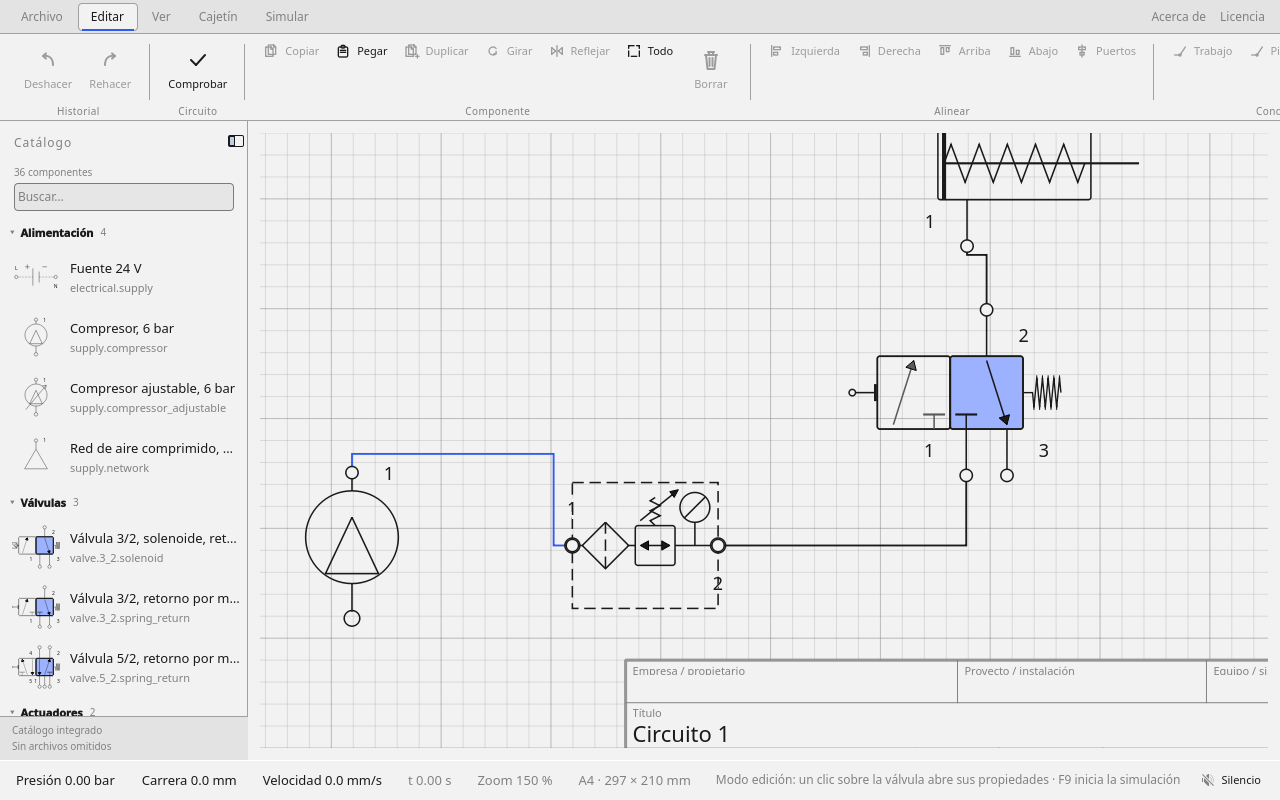 Archivo
Editar
Ver
Cajetín
Simular
Acerca de
Licencia
Deshacer
Rehacer
Historial
Comprobar
Circuito
Copiar
Pegar
Duplicar
Girar
Reflejar
Todo
Borrar
Componente
Izquierda
Derecha
Arriba
Abajo
Puertos
Alinear
Trabajo
Pi
Conc
Catálogo
36 componentes
Buscar...
Alimentación 4
Fuente 24 V
electrical.supply
Compresor, 6 bar
supply.compressor
Compresor ajustable, 6 bar
supply.compressor_adjustable
Red de aire comprimido, ...
supply.network
Válvulas 3
Válvula 3/2, solenoide, ret...
valve.3_2.solenoid
Válvula 3/2, retorno por m...
valve.3_2.spring_return
Válvula 5/2, retorno por m...
valve.5_2.spring_return
Actuadores 2
Catálogo integrado
Sin archivos omitidos
1
2
1
3
1
1
2
Empresa / propietario
Proyecto / instalación
Equipo / si
Título
Circuito 1
Presión 0.00 bar
Carrera 0.0 mm
Velocidad 0.0 mm/s
t 0.00 s
Zoom 150 %
A4 · 297 × 210 mm
Modo edición: un clic sobre la válvula abre sus propiedades · F9 inicia la simulación
Silencio